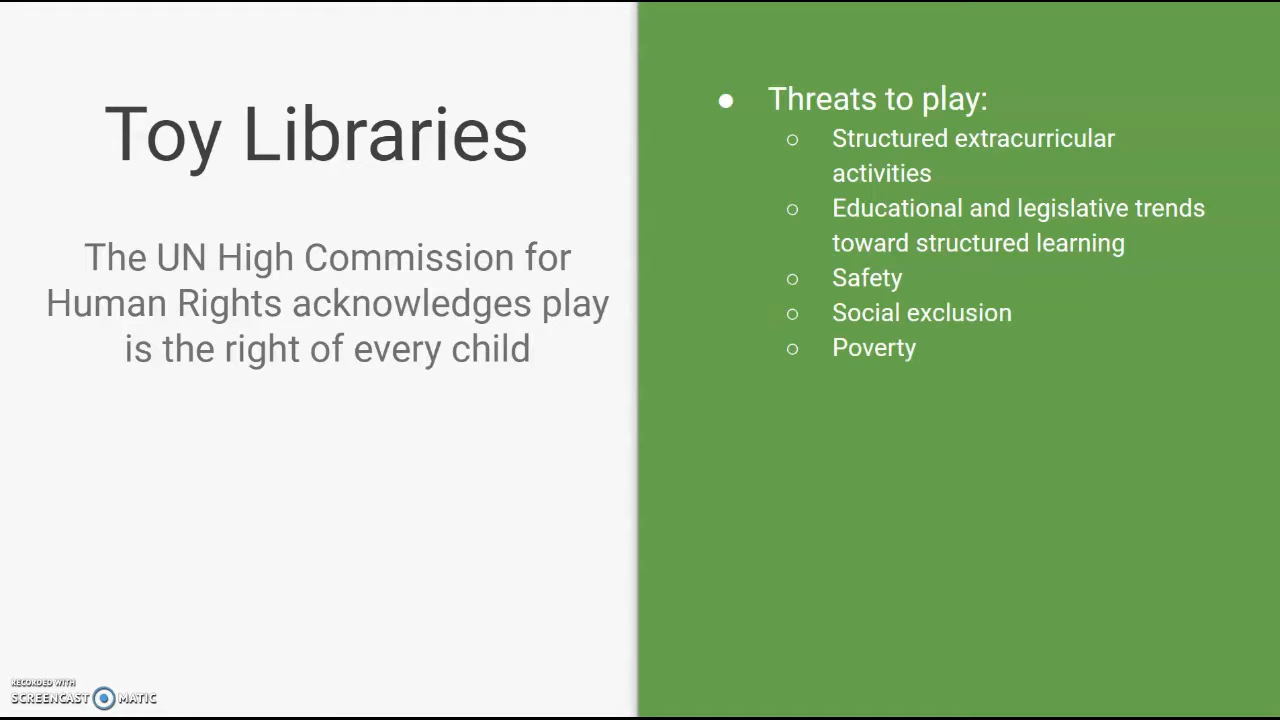 Toy Libraries
The UN High Commission for
Human Rights acknowledges play
is the right of every child
● Threats to play:
○ Structured extracurricular
activities
○ Educational and legislative trends
toward structured learning
○ Safety
○ Social exclusion
○ Poverty
RECORDED WITH
SCREENCAST MATIC